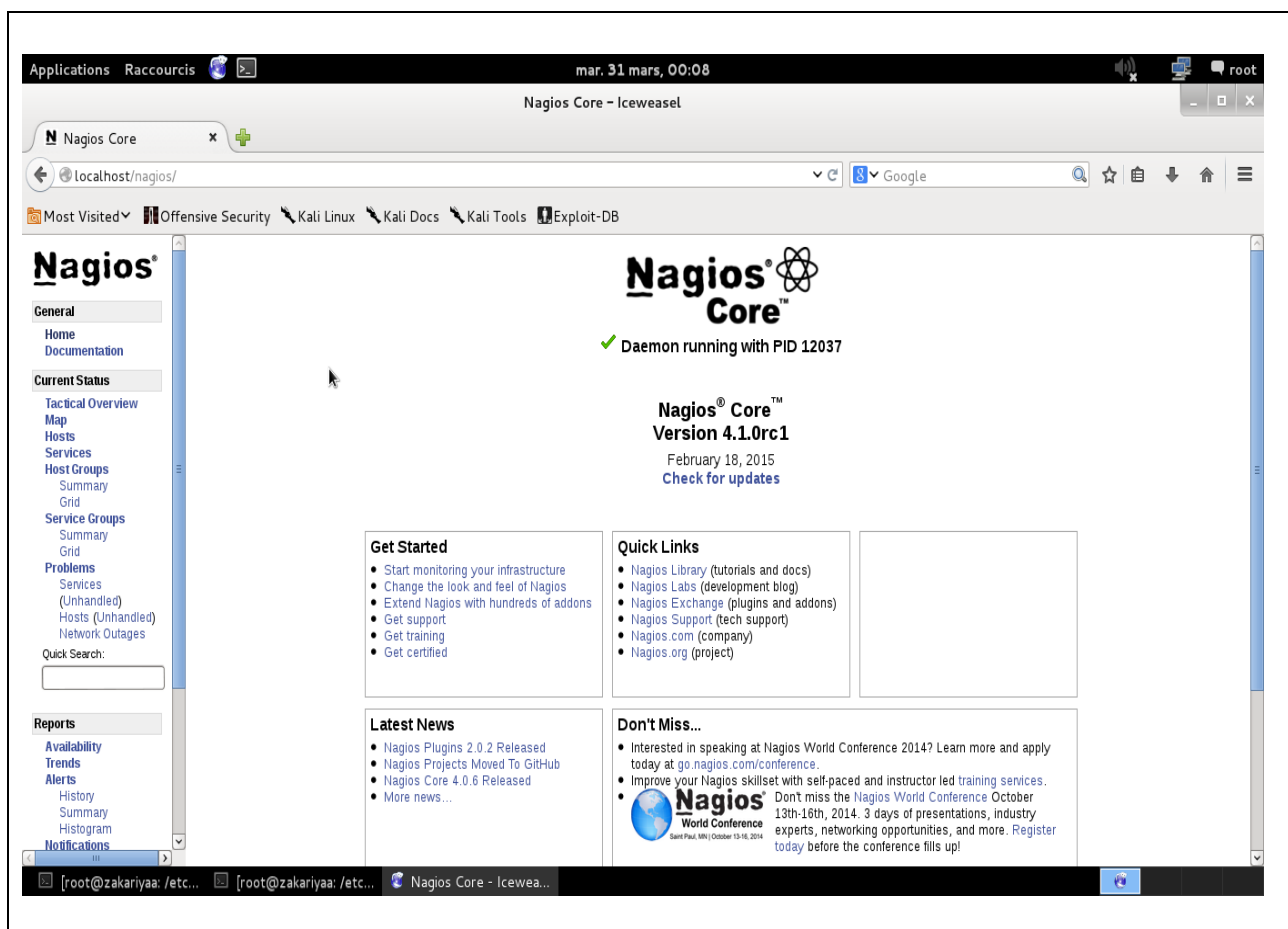 Applications Raccourcis mar. 31 mars, 00:08 root
Nagios Core - Iceweasel
Nagios Core
localhost/nagios/ Google
Most Visited Offensive Security Kali Linux Kali Docs Kali Tools Exploit-DB
Nagios®
General
Home
Documentation
Current Status
Tactical Overview
Map
Hosts
Services
Host Groups
Summary
Grid
Service Groups
Summary
Grid
Problems
Services
(Unhandled)
Hosts (Unhandled)
Network Outages
Quick Search:
Reports
Availability
Trends
Alerts
History
Summary
Histogram
Notifications
Nagios®
Core™
Daemon running with PID 12037
Nagios® Core™
Version 4.1.0rc1
February 18, 2015
Check for updates
Get Started
• Start monitoring your infrastructure
• Change the look and feel of Nagios
• Extend Nagios with hundreds of addons
• Get support
• Get training
• Get certified
Quick Links
• Nagios Library (tutorials and docs)
• Nagios Labs (development blog)
• Nagios Exchange (plugins and addons)
• Nagios Support (tech support)
• Nagios.com (company)
• Nagios.org (project)
Latest News
• Nagios Plugins 2.0.2 Released
• Nagios Projects Moved To GitHub
• Nagios Core 4.0.6 Released
• More news...
Don't Miss...
• Interested in speaking at Nagios World Conference 2014? Learn more and apply
today at go.nagios.com/conference.
• Improve your Nagios skillset with self-paced and instructor led training services.
• Nagios®
World Conference
Saint Paul, MN | October 13-16, 2014
Don't miss the Nagios World Conference October
13th-16th, 2014. 3 days of presentations, industry
experts, networking opportunities, and more. Register
today before the conference fills up!
[root@zakariyaa: /etc... [root@zakariyaa: /etc... Nagios Core - Icewea...